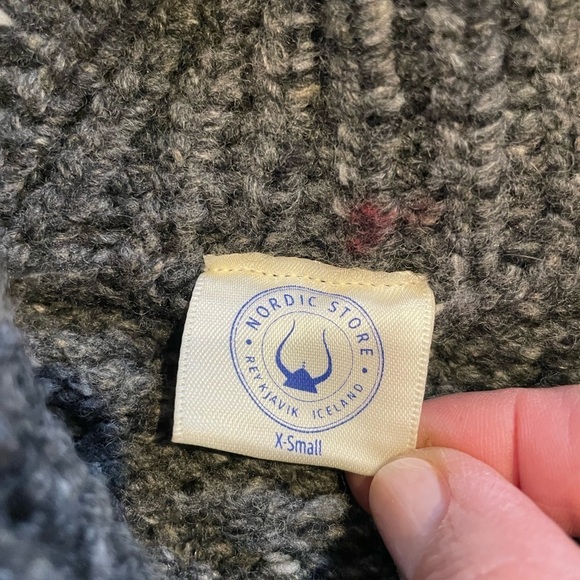 • NORDIC STORE •
REYKJAVIK ICELAND
X-Small